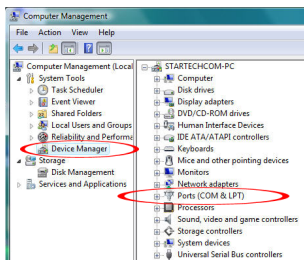 Computer Management
File Action View Help
Computer Management (Local
System Tools
Task Scheduler
Event Viewer
Shared Folders
Local Users and Groups
Reliability and Performa
Device Manager
Storage
Disk Management
Services and Applications
STARTECHCOM-PC
Computer
Disk drives
Display adapters
DVD/CD-ROM drives
Human Interface Devices
IDE ATA/ATAPI controllers
Keyboards
Mice and other pointing devices
Monitors
Network adapters
Ports (COM & LPT)
Processors
Sound, video and game controllers
Storage controllers
System devices
Universal Serial Bus controllers